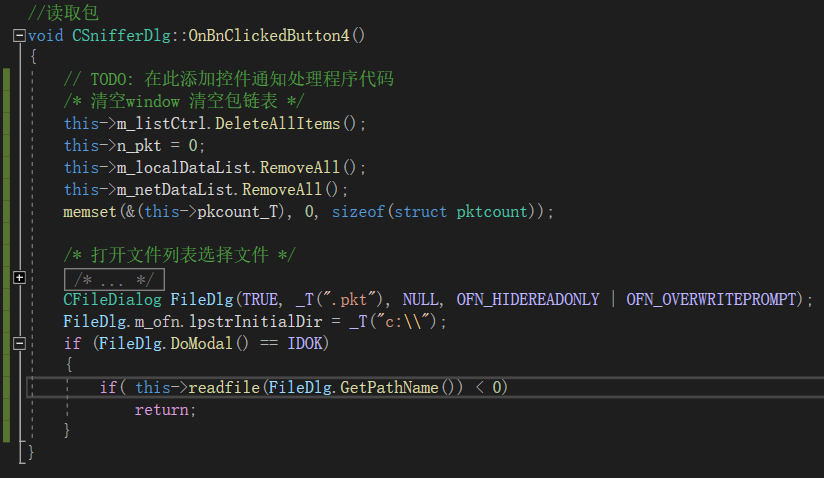 //读取包
void CSnifferDlg::OnBnClickedButton4()
{
// TODO: 在此添加控件通知处理程序代码
/* 清空window 清空包链表 */
this->m_listCtrl.DeleteAllItems();
this->n_pkt = 0;
this->m_localDataList.RemoveAll();
this->m_netDataList.RemoveAll();
memset(&(this->pkcount_T), 0, sizeof(struct pktcount));
/* 打开文件列表选择文件 */
/* ... */
CFileDialog FileDlg(TRUE, _T(".pkt"), NULL, OFN_HIDEREADONLY | OFN_OVERWRITEPROMPT);
FileDlg.m_ofn.lpstrInitialDir = _T("c:\\");
if (FileDlg.DoModal() == IDOK)
{
if( this->readfile(FileDlg.GetPathName()) < 0)
return;
}
}